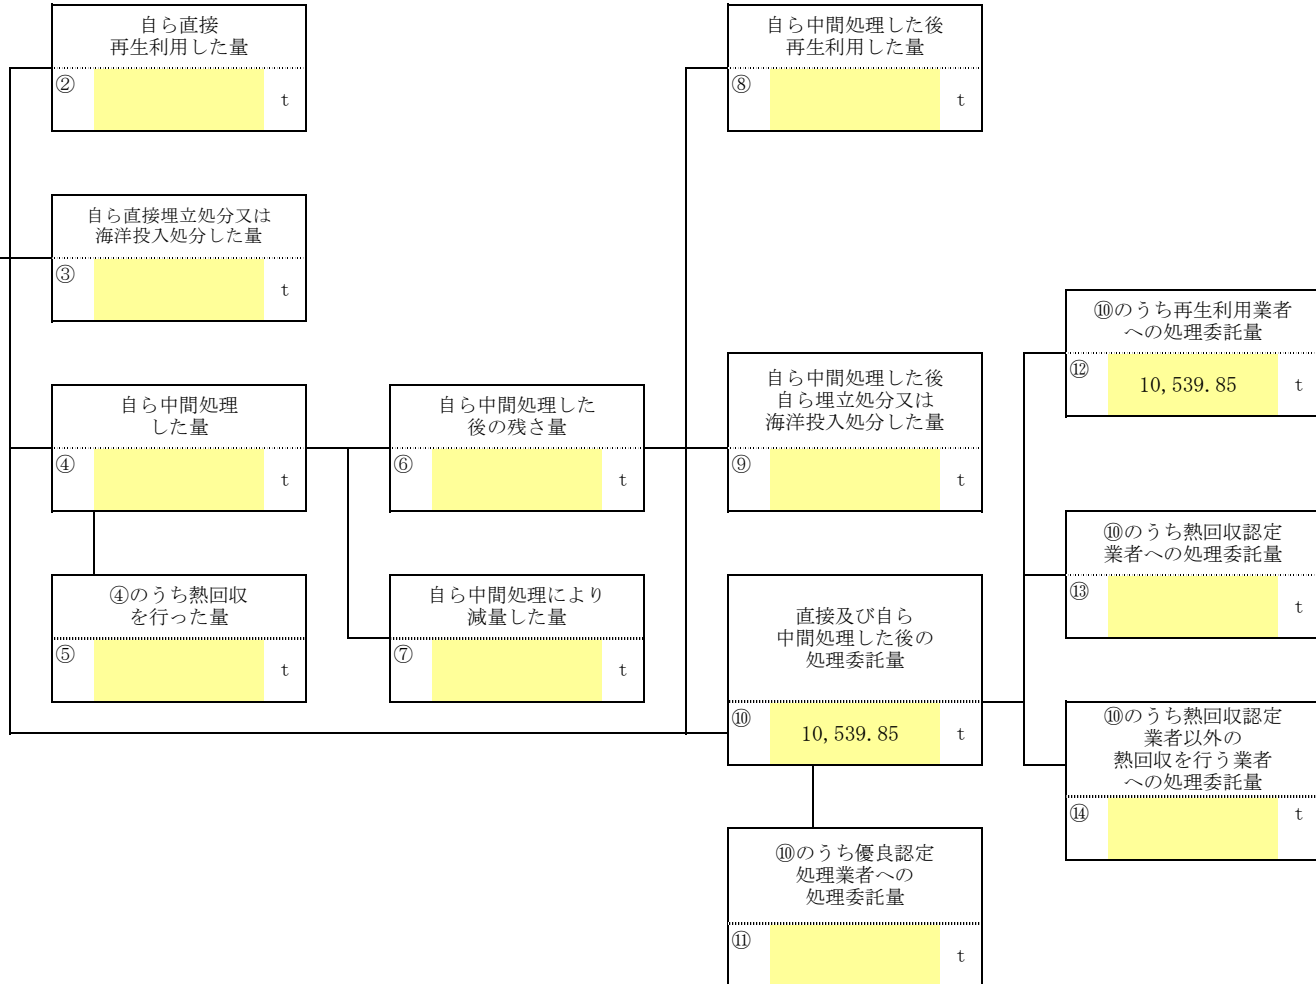 自ら直接
再生利用した量
②
t
自ら中間処理した後
再生利用した量
⑧
t
自ら直接埋立処分又は
海洋投入処分した量
③
t
⑩のうち再生利用業者
への処理委託量
⑫
10,539.85
t
自ら中間処理
した量
④
t
自ら中間処理した
後の残さ量
⑥
t
自ら中間処理した後
自ら埋立処分又は
海洋投入処分した量
⑨
t
⑩のうち熱回収認定
業者への処理委託量
⑬
t
④のうち熱回収
を行った量
⑤
t
自ら中間処理により
減量した量
⑦
t
直接及び自ら
中間処理した後の
処理委託量
⑩
10,539.85
t
⑩のうち熱回収認定
業者以外の
熱回収を行う業者
への処理委託量
⑭
t
⑩のうち優良認定
処理業者への
処理委託量
⑪
t